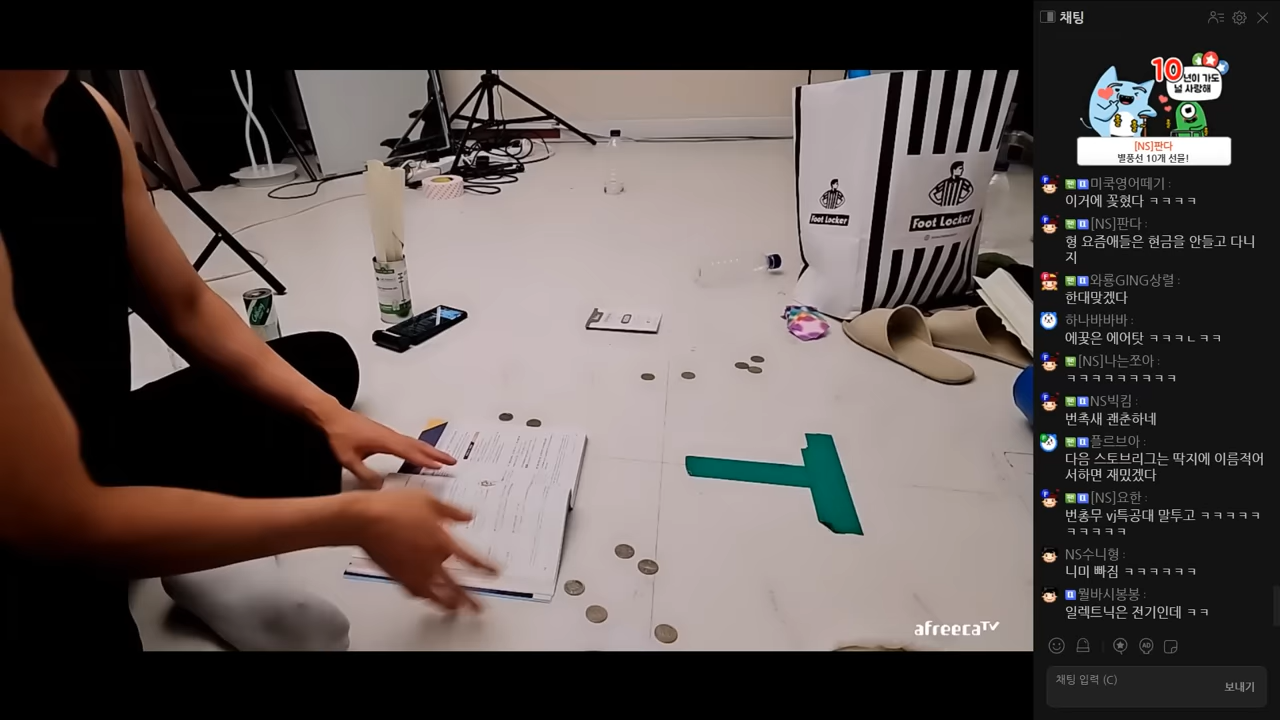 채팅
10년이 가도
널 사랑해
[NS]판다
별풍선 10개 선물!
미쿡영어떼기 :
이거에 꽂혔다 ㅋㅋㅋㅋ
[NS]판다 :
형 요즘애들은 현금을 안들고 다니
지
와룡GING상렬 :
한대맞겠다
하나바바바 :
에꽂은 에어탓 ㅋㅋㅋㄴㅋㅋ
[NS]나는쪼아 :
ㅋㅋㅋㅋㅋㅋㅋㅋㅋ
NS빅킴 :
번촉새 괜춘하네
플르브아 :
다음 스토브리그는 딱지에 이름적어
서하면 재밌겠다
[NS]요한 :
번총무 vj특공대 말투고 ㅋㅋㅋㅋㅋ
ㅋㅋㅋㅋㅋ
NS수니형 :
니미 빠짐 ㅋㅋㅋㅋㅋㅋ
뭘바시봉봉 :
일렉트닉은 전기인데 ㅋㅋ
채팅 입력 (C)
보내기
Foot Locker
Foot Locker
afreecaTV